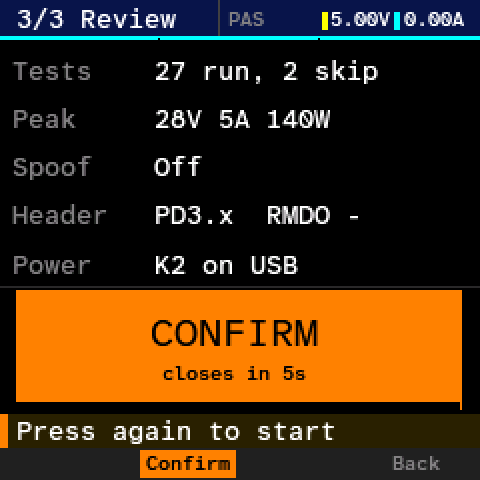 3/3 Review PAS 5.00V 0.00A
Tests 27 run, 2 skip
Peak 28V 5A 140W
Spoof Off
Header PD3.x RMDO -
Power K2 on USB
CONFIRM
closes in 5s
Press again to start
Confirm Back